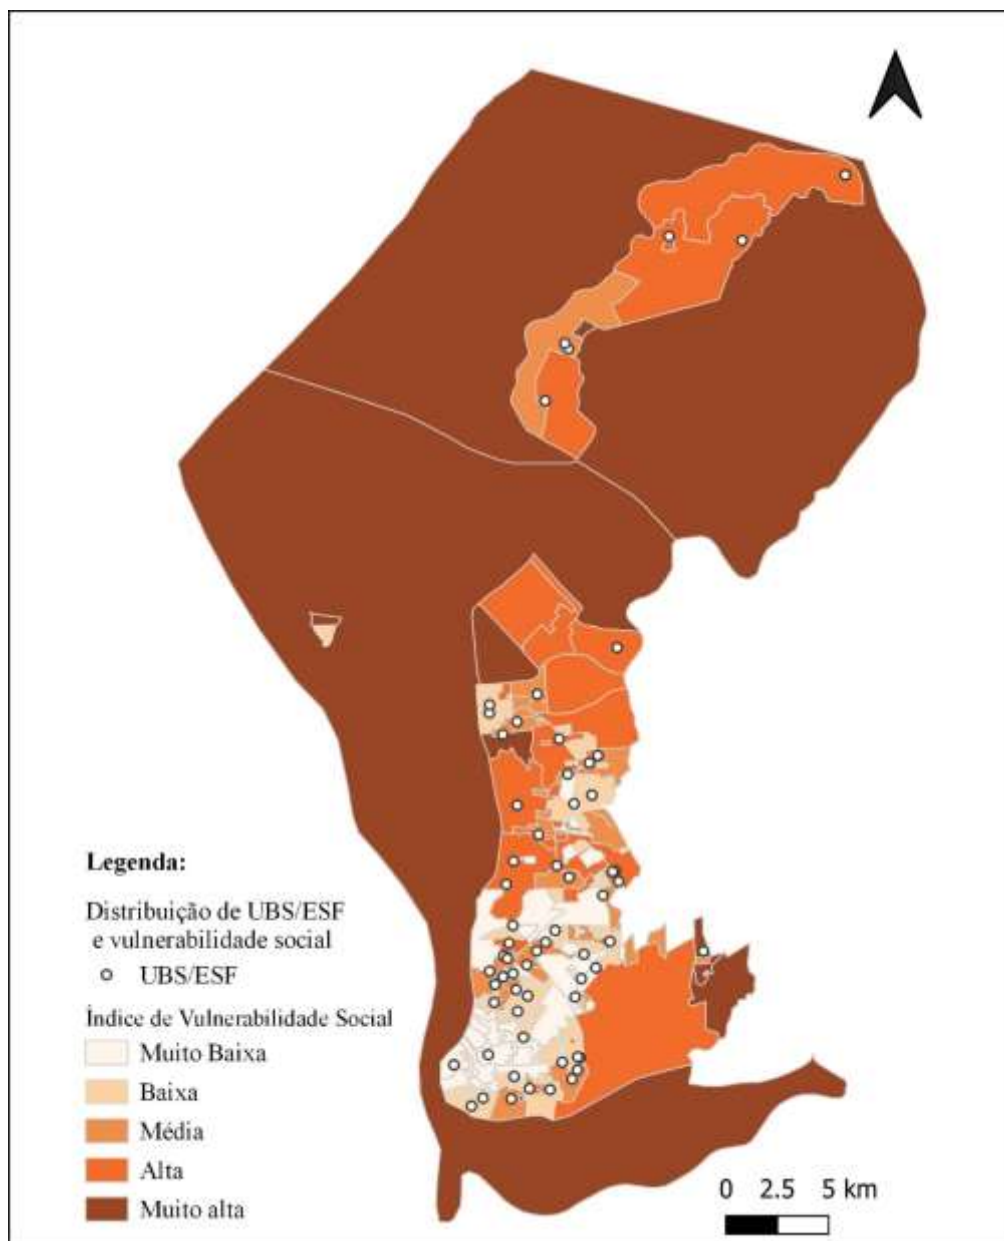 Legenda:
Distribuição de UBS/ESF
e vulnerabilidade social
UBS/ESF
Índice de Vulnerabilidade Social
Muito Baixa
Baixa
Média
Alta
Muito alta
0 2.5 5 km